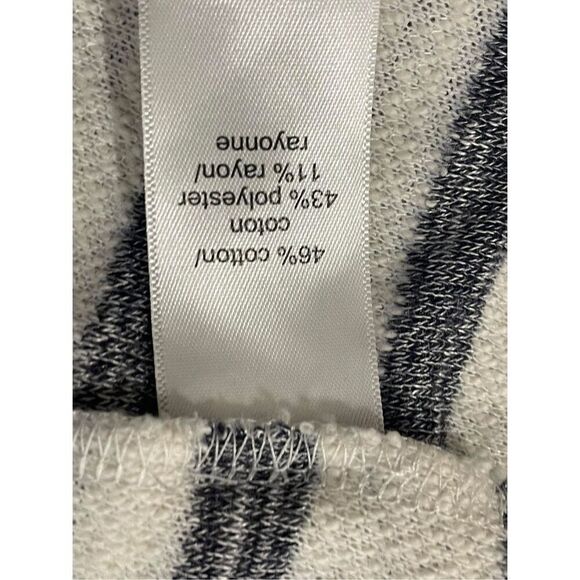 46% cotton/
coton
43% polyester
11% rayon/
rayonne